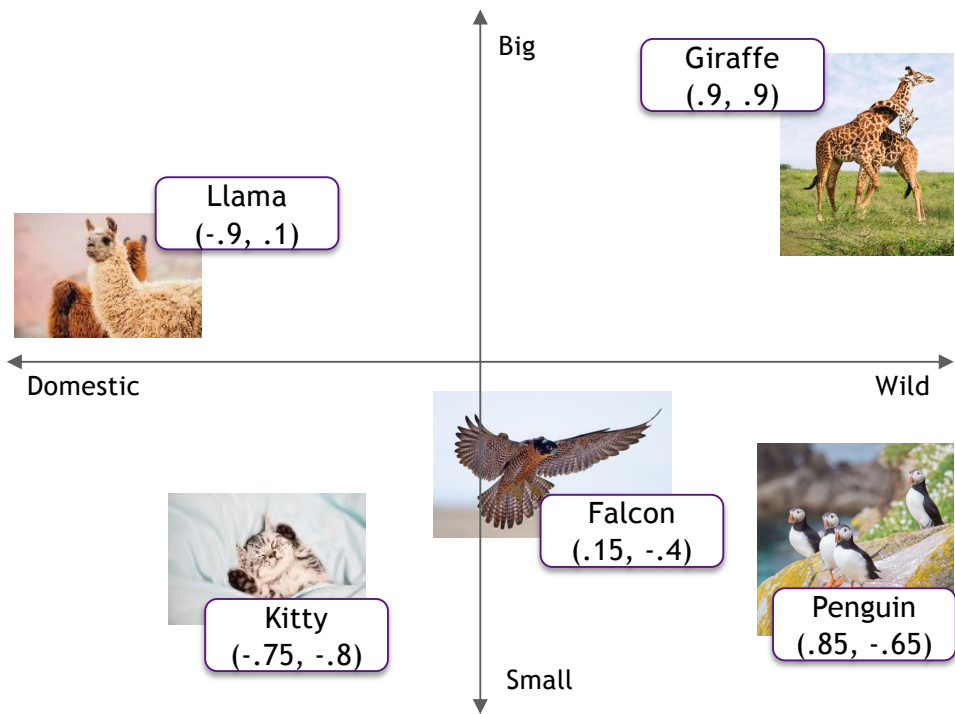 Big
Giraffe
(.9, .9)
Llama
(-.9, .1)
Domestic
Wild
Falcon
(.15, -.4)
Kitty
(-.75, -.8)
Penguin
(.85, -.65)
Small